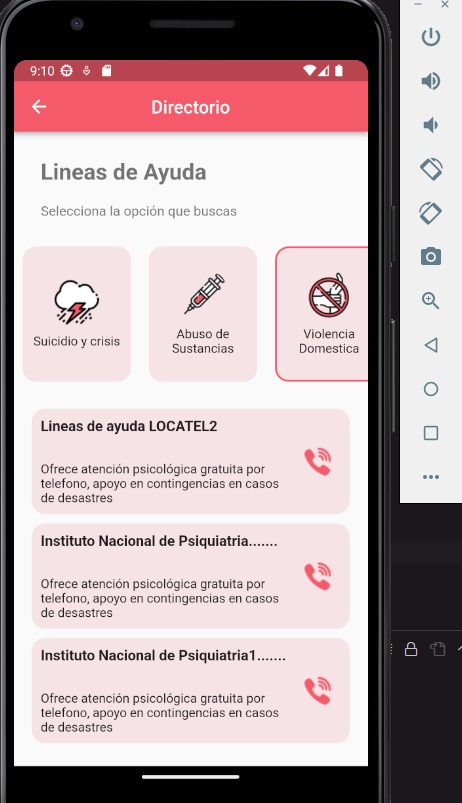 9:10
Directorio
Lineas de Ayuda
Selecciona la opción que buscas
Suicidio y crisis
Abuso de
Sustancias
Violencia
Domestica
Lineas de ayuda LOCATEL2
Ofrece atención psicológica gratuita por
telefono, apoyo en contingencias en casos
de desastres
Instituto Nacional de Psiquiatria.......
Ofrece atención psicológica gratuita por
telefono, apoyo en contingencias en casos
de desastres
Instituto Nacional de Psiquiatria1.......
Ofrece atención psicológica gratuita por
telefono, apoyo en contingencias en casos
de desastres